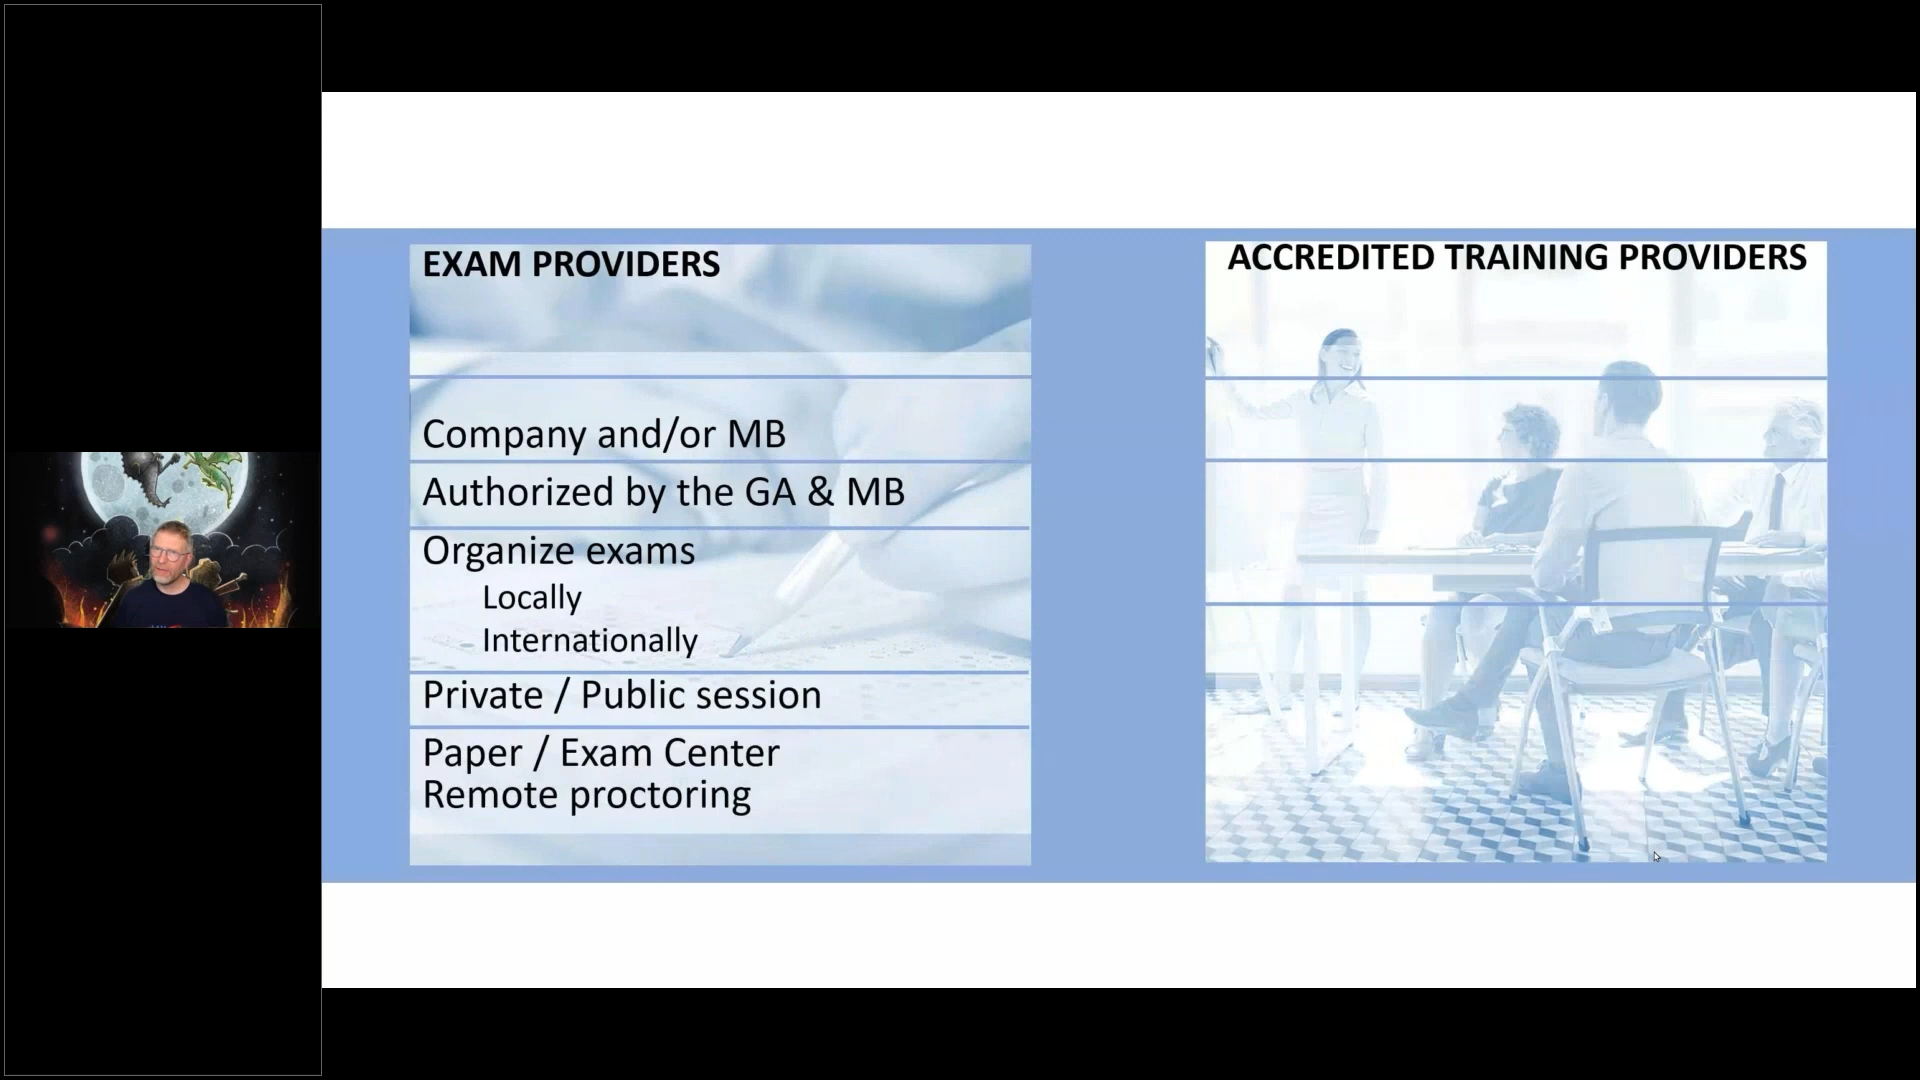 EXAM PROVIDERS
Company and/or MB
Authorized by the GA & MB
Organize exams
Locally
Internationally
Private / Public session
Paper / Exam Center
Remote proctoring
ACCREDITED TRAINING PROVIDERS